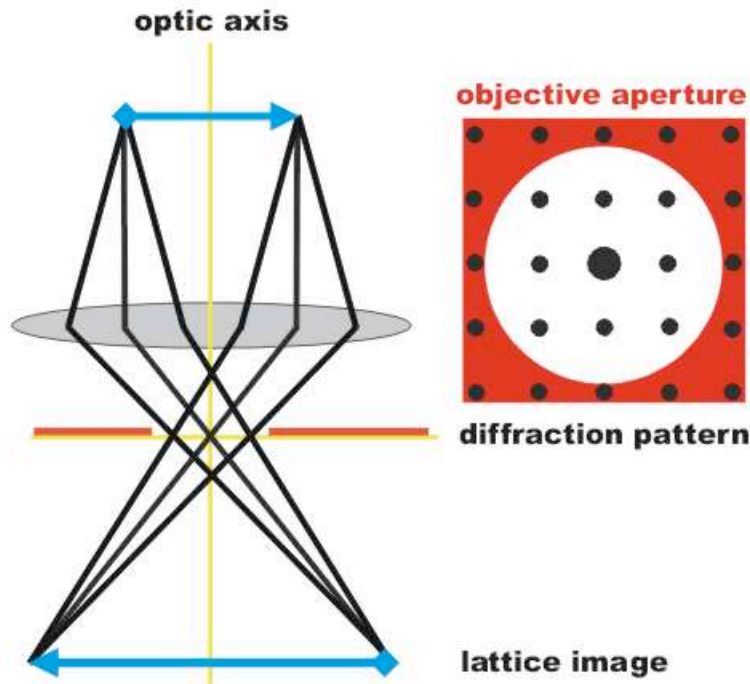 optic axis
objective aperture
diffraction pattern
lattice image